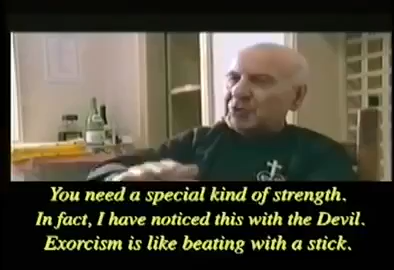 You need a special kind of strength.
In fact, I have noticed this with the Devil.
Exorcism is like beating with a stick.